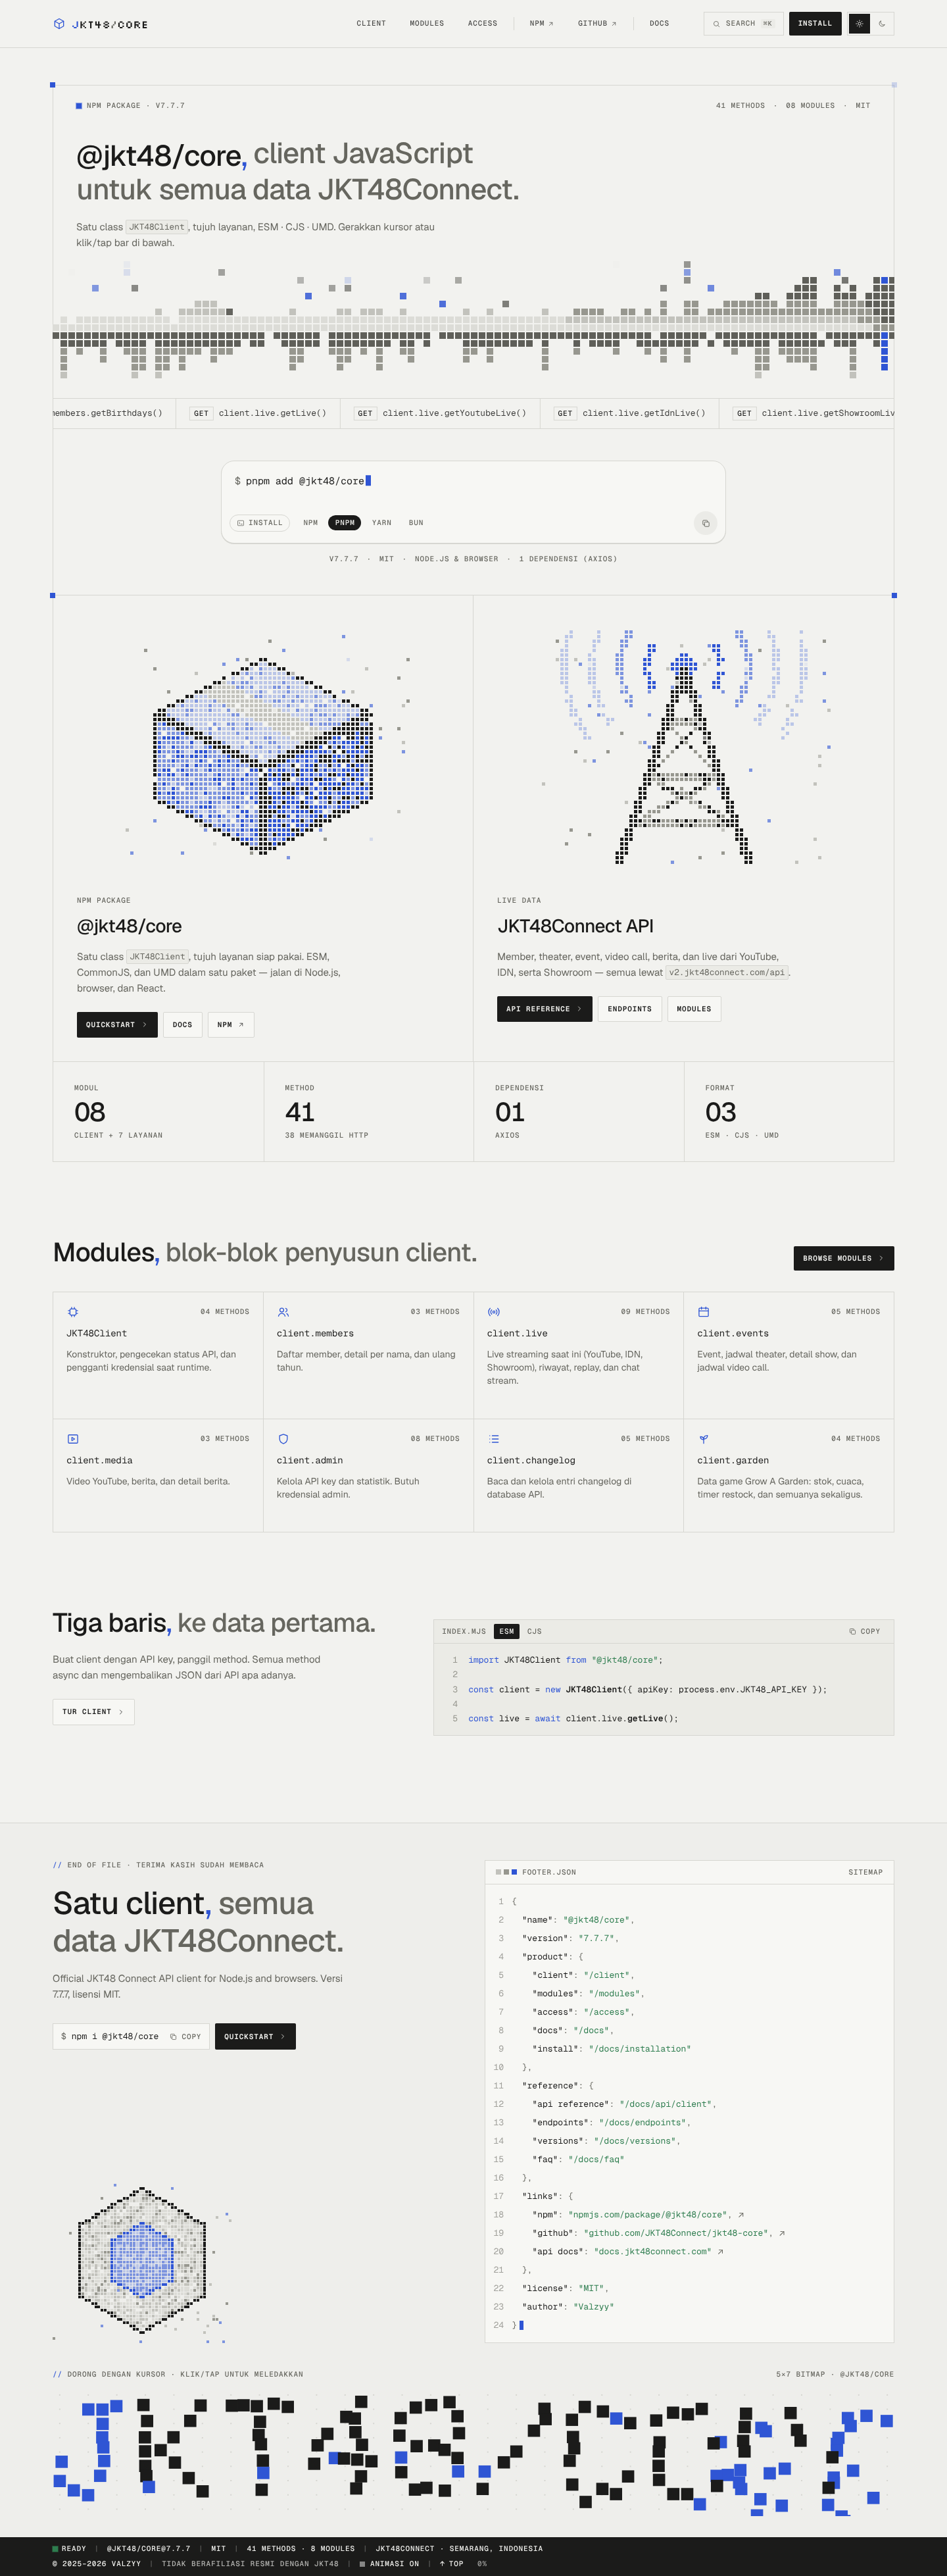 JKT48/CORE
CLIENT MODULES ACCESS NPM ↗ GITHUB ↗ DOCS
SEARCH ⌘K INSTALL
NPM PACKAGE · V7.7.7
41 METHODS · 08 MODULES · MIT
@jkt48/core, client JavaScript
untuk semua data JKT48Connect.
Satu class JKT48Client, tujuh layanan, ESM · CJS · UMD. Gerakkan kursor atau
klik/tap bar di bawah.
embers.getBirthdays() GET client.live.getLive() GET client.live.getYoutubeLive() GET client.live.getIdnLive() GET client.live.getShowroomLiv
$ pnpm add @jkt48/core
INSTALL NPM PNPM YARN BUN
V7.7.7 · MIT · NODE.JS & BROWSER · 1 DEPENDENSI (AXIOS)
NPM PACKAGE
@jkt48/core
Satu class JKT48Client, tujuh layanan siap pakai. ESM,
CommonJS, dan UMD dalam satu paket — jalan di Node.js,
browser, dan React.
QUICKSTART DOCS NPM ↗
LIVE DATA
JKT48Connect API
Member, theater, event, video call, berita, dan live dari YouTube,
IDN, serta Showroom — semua lewat v2.jkt48connect.com/api.
API REFERENCE ENDPOINTS MODULES
MODUL
08
CLIENT + 7 LAYANAN
METHOD
41
38 MEMANGGIL HTTP
DEPENDENSI
01
AXIOS
FORMAT
03
ESM · CJS · UMD
Modules, blok-blok penyusun client.
BROWSE MODULES
04 METHODS
JKT48Client
Konstruktor, pengecekan status API, dan
pengganti kredensial saat runtime.
03 METHODS
client.members
Daftar member, detail per nama, dan ulang
tahun.
09 METHODS
client.live
Live streaming saat ini (YouTube, IDN,
Showroom), riwayat, replay, dan chat
stream.
05 METHODS
client.events
Event, jadwal theater, detail show, dan
jadwal video call.
03 METHODS
client.media
Video YouTube, berita, dan detail berita.
08 METHODS
client.admin
Kelola API key dan statistik. Butuh
kredensial admin.
05 METHODS
client.changelog
Baca dan kelola entri changelog di
database API.
04 METHODS
client.garden
Data game Grow A Garden: stok, cuaca,
timer restock, dan semuanya sekaligus.
Tiga baris, ke data pertama.
Buat client dengan API key, panggil method. Semua method
async dan mengembalikan JSON dari API apa adanya.
TUR CLIENT
INDEX.MJS ESM CJS COPY
1 import JKT48Client from "@jkt48/core";
2
3 const client = new JKT48Client({ apiKey: process.env.JKT48_API_KEY });
4
5 const live = await client.live.getLive();
// END OF FILE · TERIMA KASIH SUDAH MEMBACA
Satu client, semua
data JKT48Connect.
Official JKT48 Connect API client for Node.js and browsers. Versi
7.7.7, lisensi MIT.
$ npm i @jkt48/core COPY QUICKSTART
FOOTER.JSON SITEMAP
1 {
2 "name": "@jkt48/core",
3 "version": "7.7.7",
4 "product": {
5 "client": "/client",
6 "modules": "/modules",
7 "access": "/access",
8 "docs": "/docs",
9 "install": "/docs/installation"
10 },
11 "reference": {
12 "api reference": "/docs/api/client",
13 "endpoints": "/docs/endpoints",
14 "versions": "/docs/versions",
15 "faq": "/docs/faq"
16 },
17 "links": {
18 "npm": "npmjs.com/package/@jkt48/core", ↗
19 "github": "github.com/JKT48Connect/jkt48-core", ↗
20 "api docs": "docs.jkt48connect.com" ↗
21 },
22 "license": "MIT",
23 "author": "Valzyy"
24 }
// DORONG DENGAN KURSOR · KLIK/TAP UNTUK MELEDAKKAN
5×7 BITMAP · @JKT48/CORE
JKT48/CORE
READY | @JKT48/CORE@7.7.7 | MIT | 41 METHODS · 8 MODULES | JKT48CONNECT · SEMARANG, INDONESIA
© 2025-2026 VALZYY | TIDAK BERAFILIASI RESMI DENGAN JKT48 | ANIMASI ON | ↑ TOP 0%